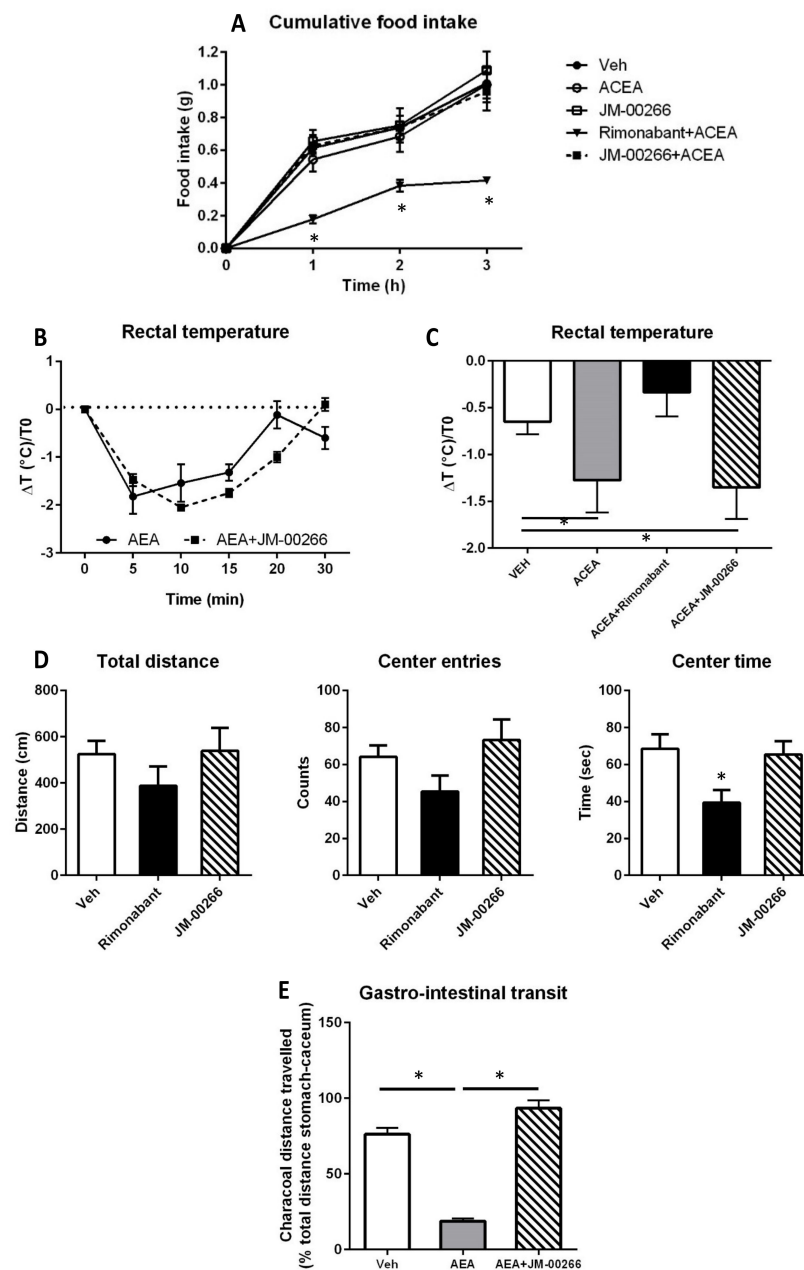 A Cumulative food intake
Food intake (g)
1.2
1.0
0.8
0.6
0.4
0.2
0.0
* * *
0 1 2 3
Time (h)
Veh
ACEA
JM-00266
Rimonabant+ACEA
JM-00266+ACEA
B Rectal temperature
ΔT (°C)/T0
1
0
-1
-2
-3
AEA AEA+JM-00266
0 5 10 15 20 30
Time (min)
C Rectal temperature
ΔT (°C)/T0
0.0
-0.5
-1.0
-1.5
-2.0
*
*
VEH ACEA ACEA+Rimonabant ACEA+JM-00266
D Total distance
Distance (cm)
800
600
400
200
0
Veh Rimonabant JM-00266
Center entries
Counts
100
80
60
40
20
0
Veh Rimonabant JM-00266
Center time
Time (sec)
100
80
60
40
20
0
*
Veh Rimonabant JM-00266
E Gastro-intestinal transit
Characoal distance travelled
(% total distance stomach-caceum)
150
100
50
0
* *
Veh AEA AEA+JM-00266